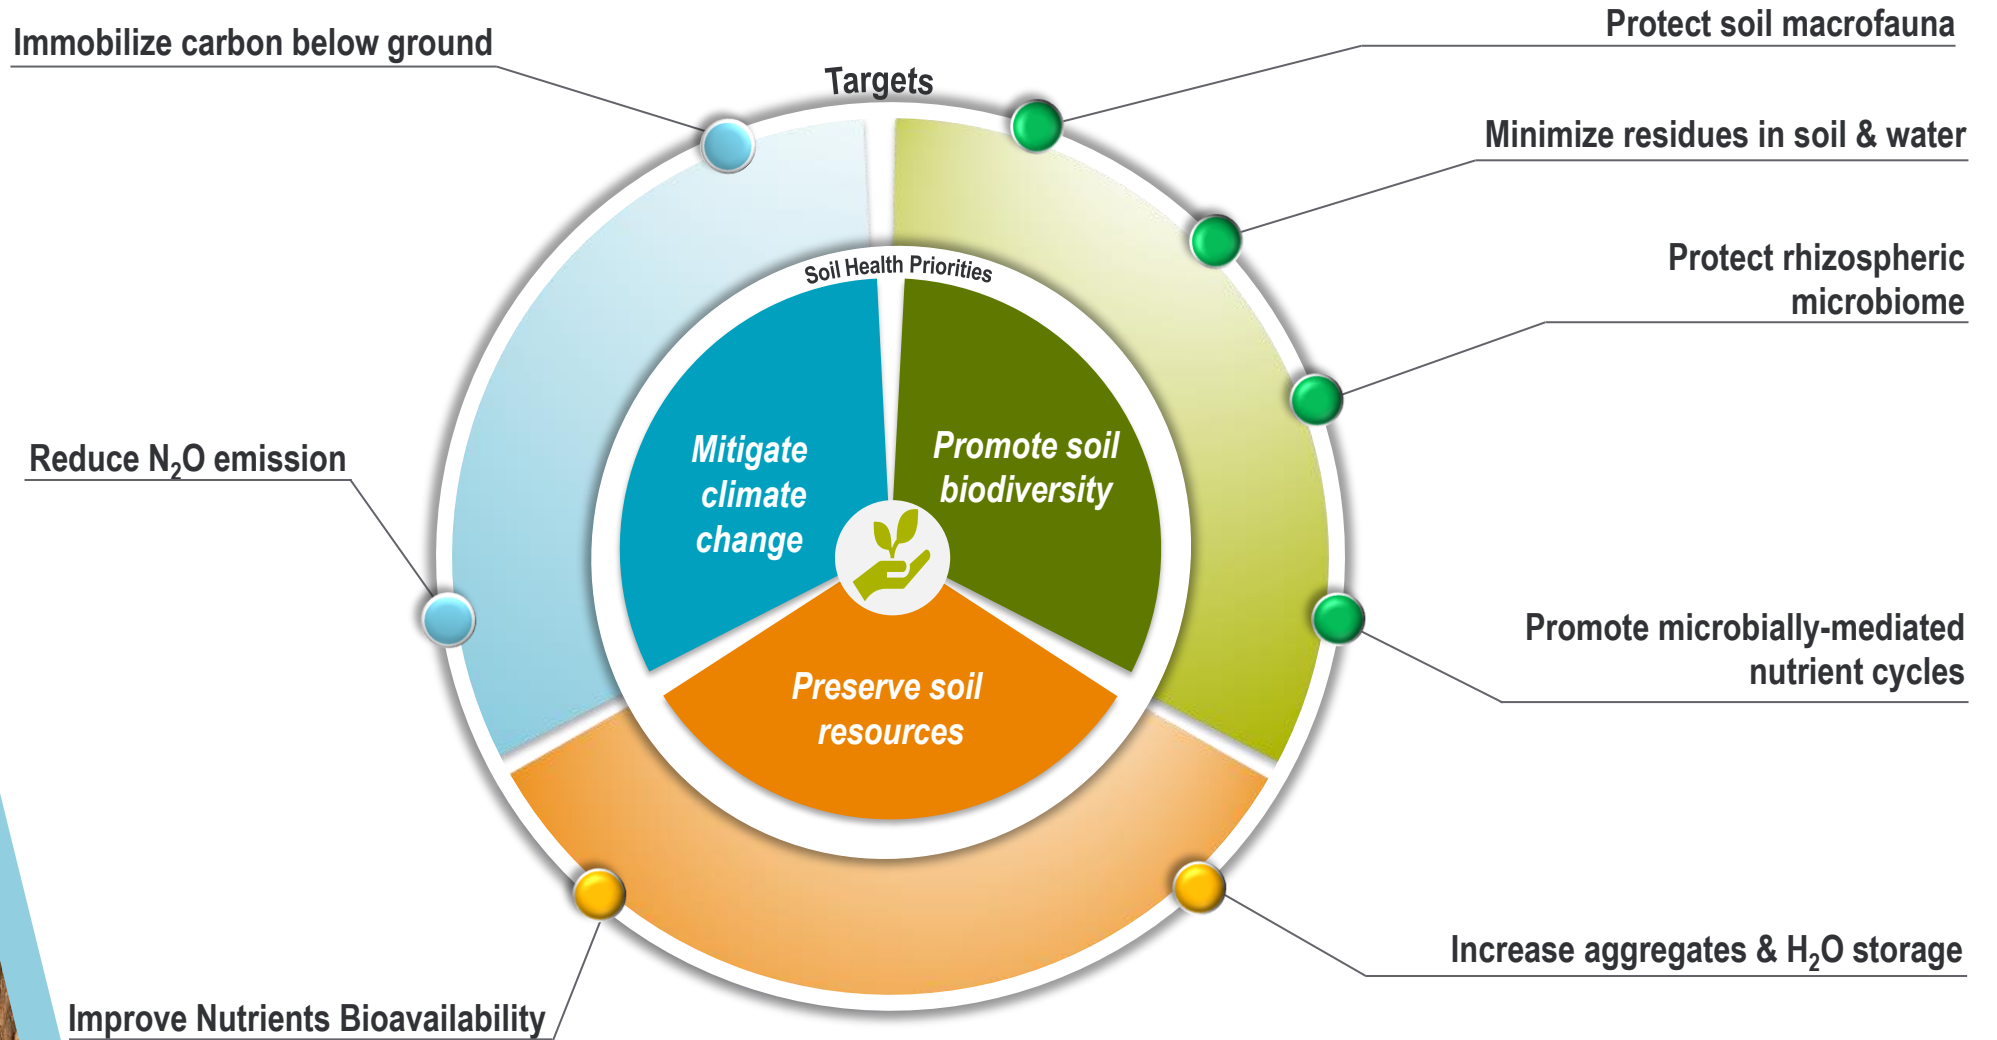 Immobilize carbon below ground
Targets
Protect soil macrofauna
Minimize residues in soil & water
Protect rhizospheric
microbiome
Soil Health Priorities
Mitigate
climate
change
Promote soil
biodiversity
Reduce N₂O emission
Preserve soil
resources
Promote microbially-mediated
nutrient cycles
Increase aggregates & H₂O storage
Improve Nutrients Bioavailability